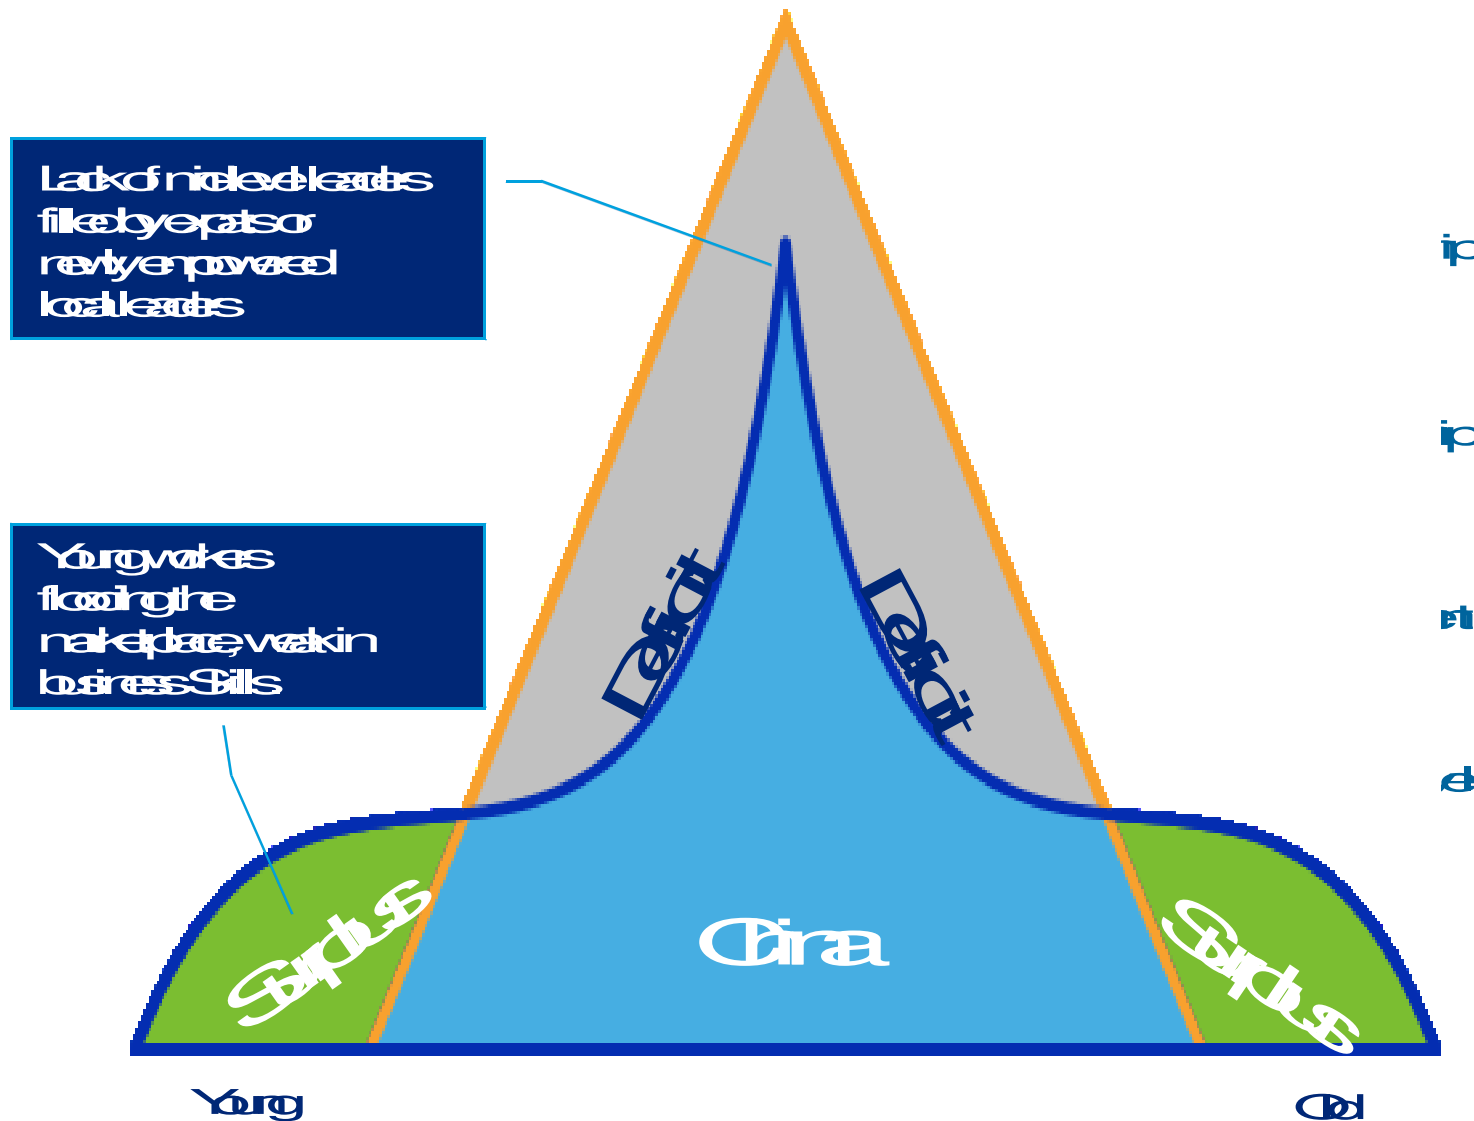 Lack of mid level leaders
filled by expats or
newly empowered
local leaders
Young workers
flooding the
marketplace, weak in
business Skills.
Deficit
Deficit
Surplus
China
Surplus
Young
Old